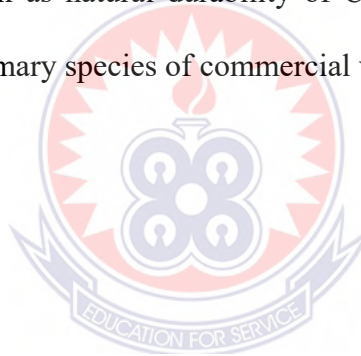 as natural durability of
mary species of commercial
EDUCATION FOR SERVICE